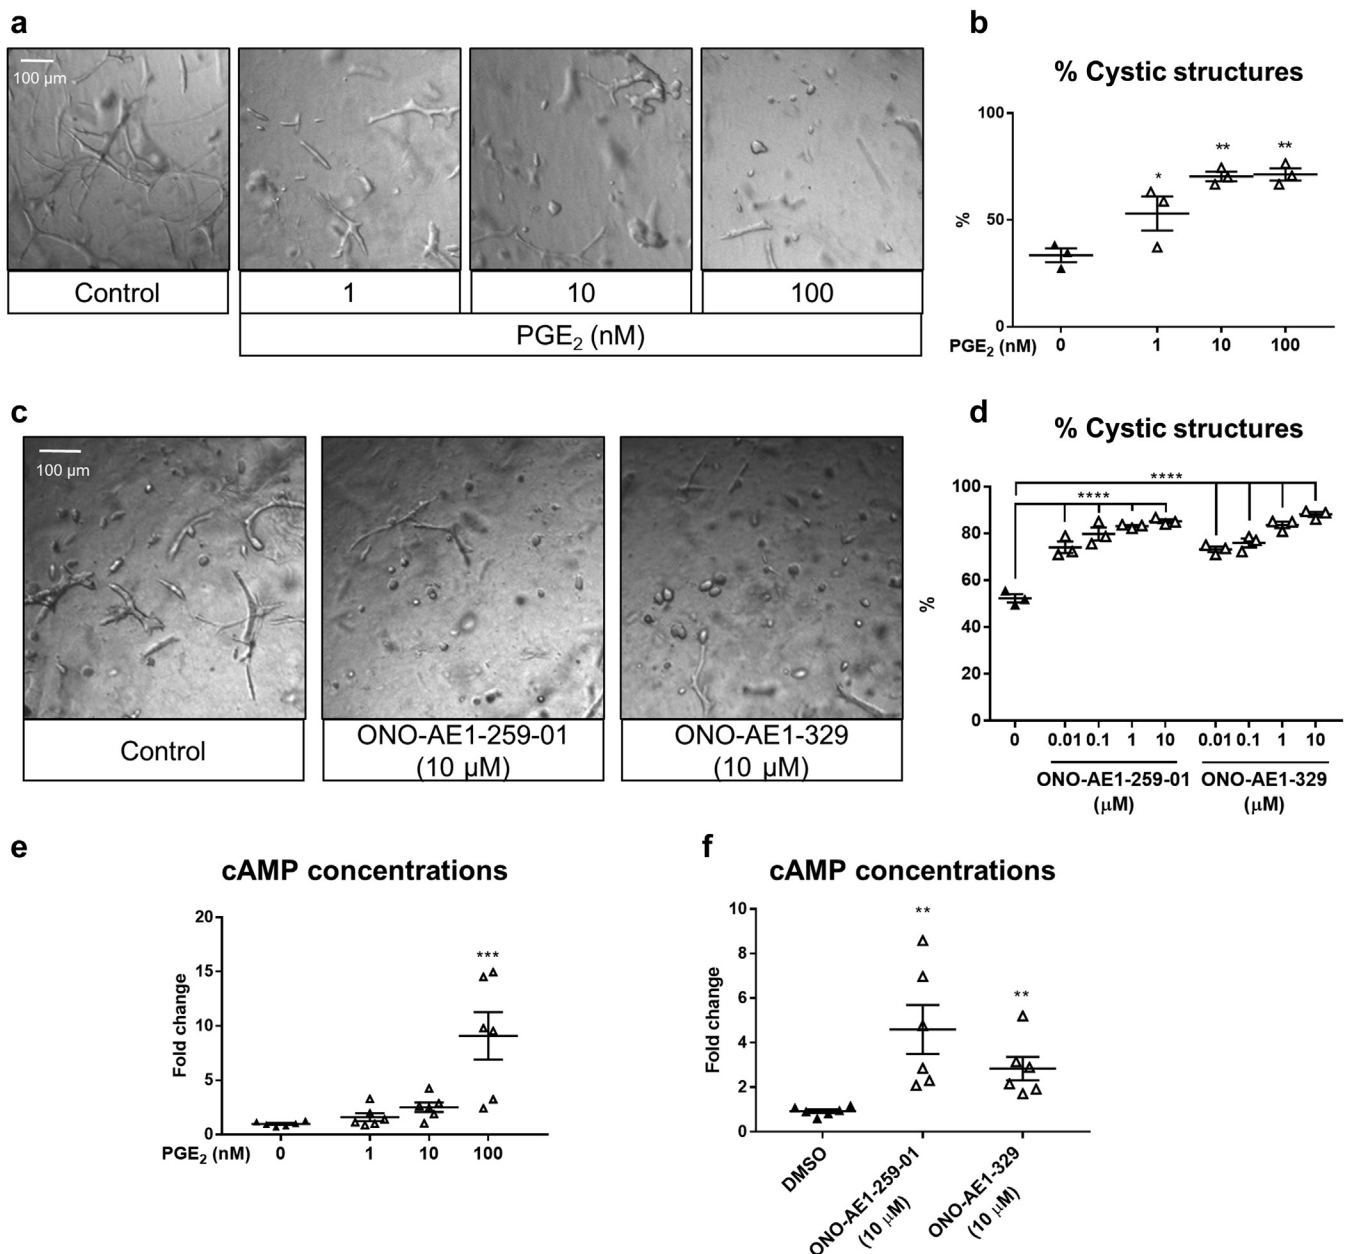 a
100 µm
Control
1
10
100
PGE₂ (nM)
b
% Cystic structures
100
50
0
%
*
**
**
PGE₂ (nM)
0
1
10
100
c
100 µm
Control
ONO-AE1-259-01
(10 µM)
ONO-AE1-329
(10 µM)
d
% Cystic structures
100
80
60
40
20
0
%
****
****
0
0.01 0.1 1 10
0.01 0.1 1 10
ONO-AE1-259-01
(µM)
ONO-AE1-329
(µM)
e
cAMP concentrations
20
15
10
5
0
Fold change
***
PGE₂ (nM)
0
1
10
100
f
cAMP concentrations
10
8
6
4
2
0
Fold change
**
**
DMSO
ONO-AE1-259-01
(10 µM)
ONO-AE1-329
(10 µM)